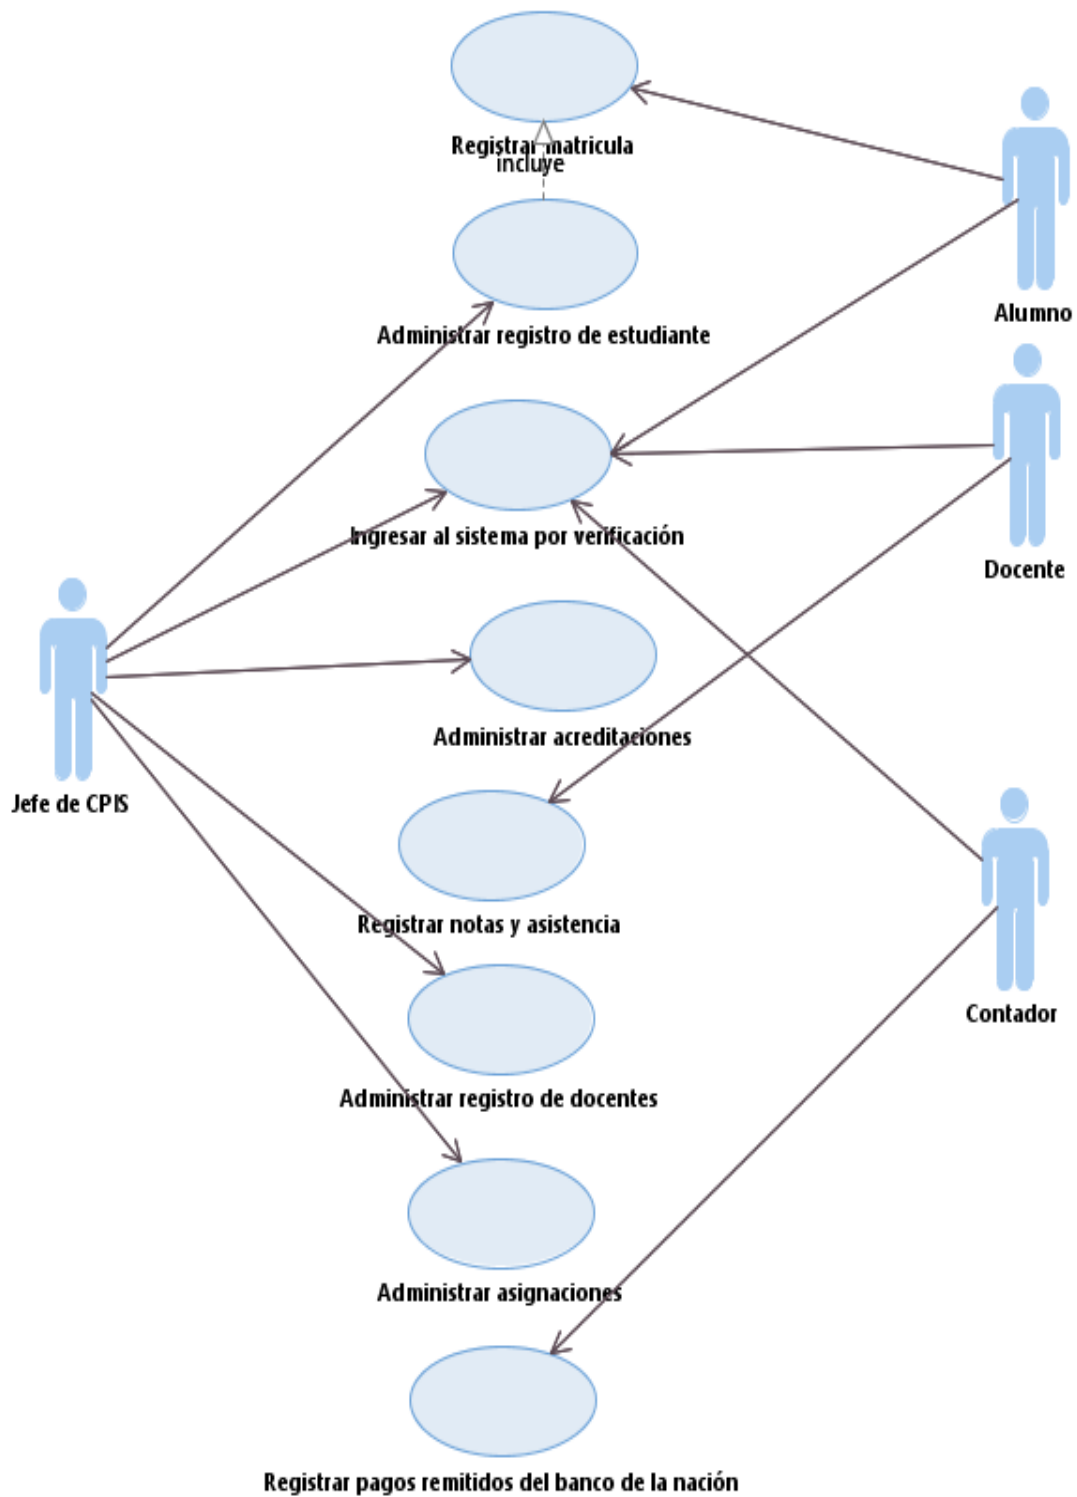 Registrar matricula
incluye
Alumno
Administrar registro de estudiante
Ingresar al sistema por verificación
Docente
Administrar acreditaciones
Jefe de CPIS
Registrar notas y asistencia
Contador
Administrar registro de docentes
Administrar asignaciones
Registrar pagos remitidos del banco de la nación